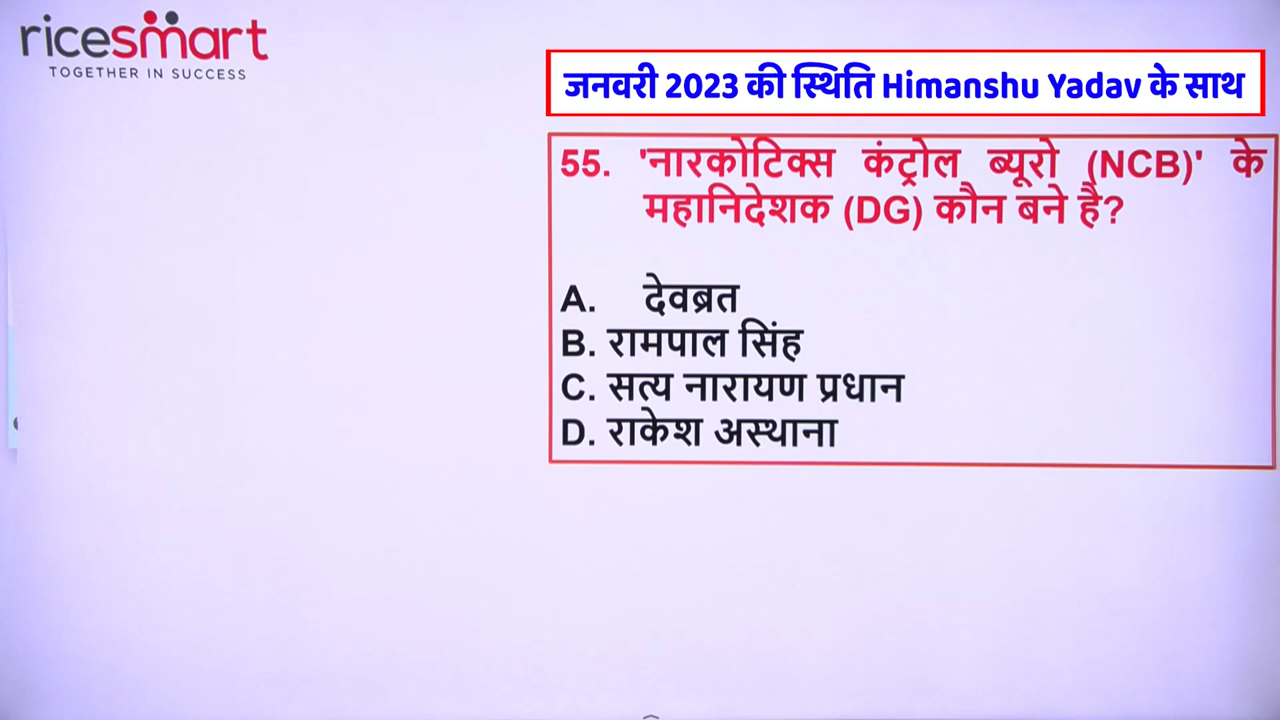 ricesmart
TOGETHER IN SUCCESS
जनवरी 2023 की स्थिति Himanshu Yadav के साथ
55. 'नारकोटिक्स कंट्रोल ब्यूरो (NCB)' के
महानिदेशक (DG) कौन बने है?
A. देवब्रत
B. रामपाल सिंह
C. सत्य नारायण प्रधान
D. राकेश अस्थाना